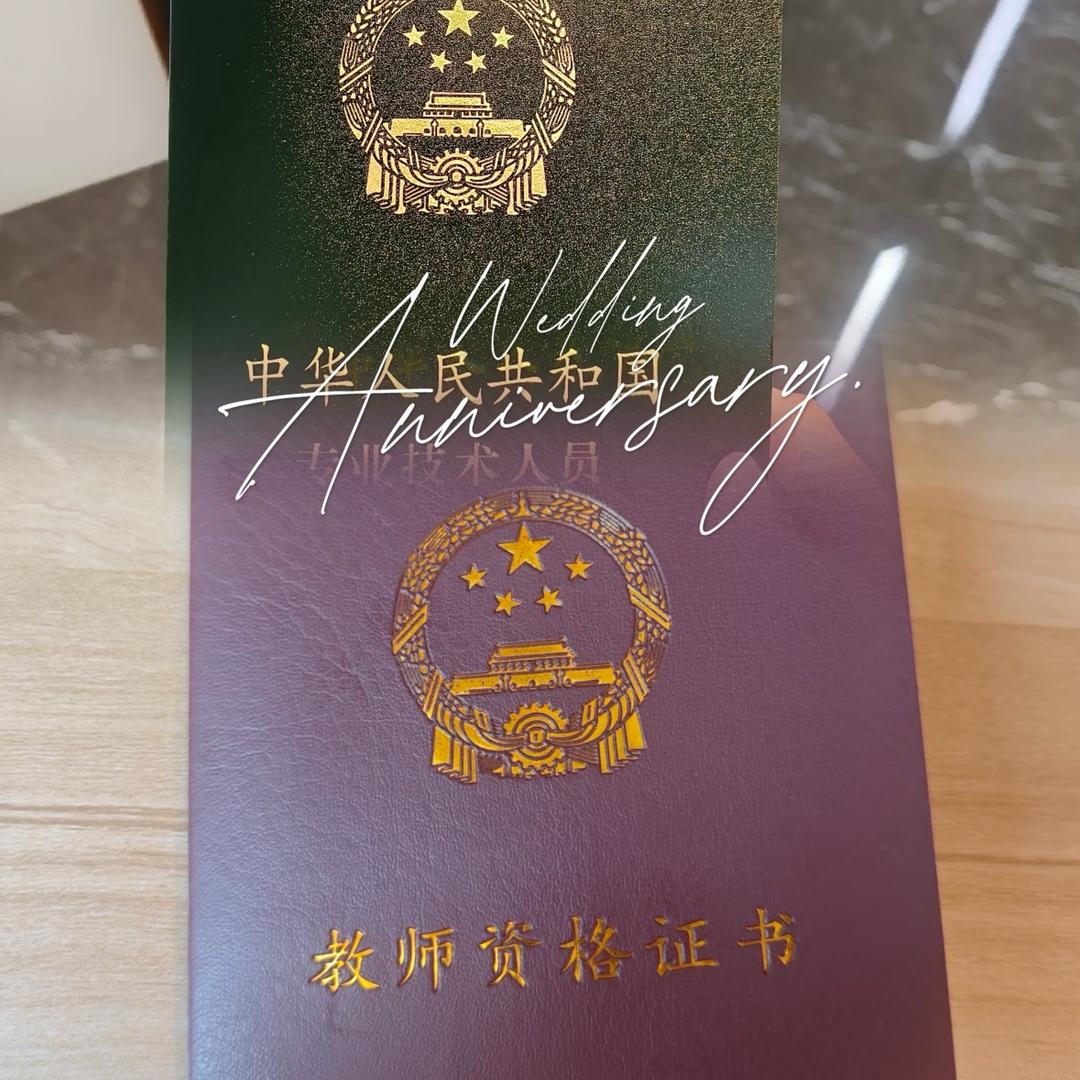 Wedding
中华人民共和国
Anniversary.
专业技术人员
教师资格证书